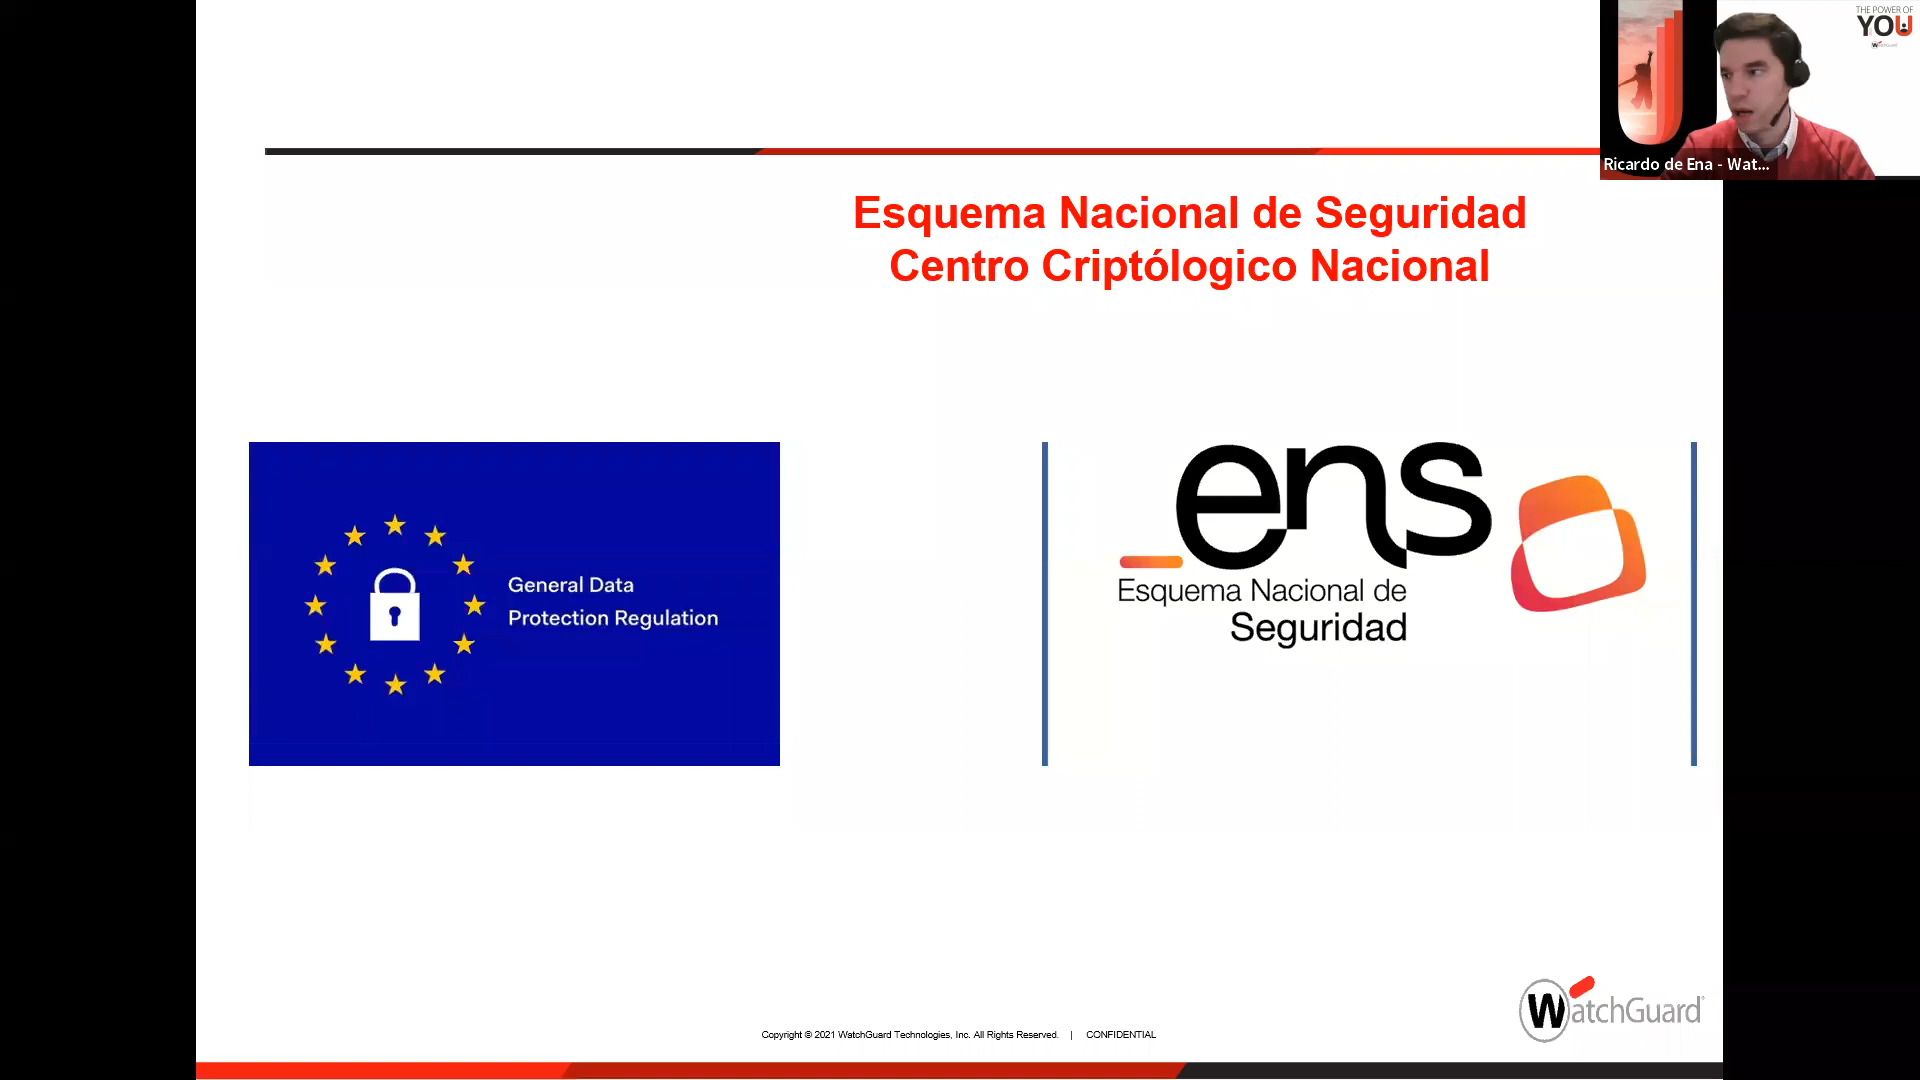 THE POWER OF
YOU
Ricardo de Ena - Wat...
Esquema Nacional de Seguridad
Centro Criptólogico Nacional
General Data
Protection Regulation
ens
Esquema Nacional de
Seguridad
WatchGuard
Copyright © 2021 WatchGuard Technologies, Inc. All Rights Reserved. | CONFIDENTIAL